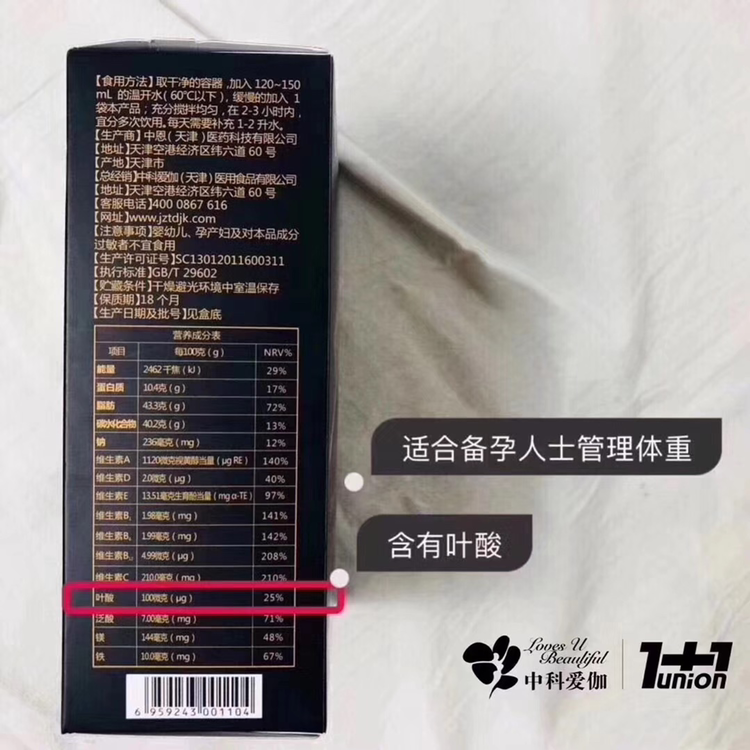 【食用方法】取干净的容器,加入 120~150
mL 的温开水(60℃以下),缓慢的加入 1
袋本产品;充分搅拌均匀,在 2-3 小时内,
宜分多次饮用。每天需要补充 1-2 升水。
【生产商】中恩(天津)医药科技有限公司
【地址】天津空港经济区纬六道 60 号
【产地】天津市
【总经销】中科爱伽(天津)医用食品有限公司
【地址】天津空港经济区纬六道 60 号
【客服电话】400 0867 616
【网址】www.jztdjk.com
【注意事项】婴幼儿、孕产妇及对本品成分
过敏者不宜食用
【生产许可证号】SC13012011600311
【执行标准】GB/T 29602
【贮藏条件】干燥避光环境中室温保存
【保质期】18 个月
【生产日期及批号】见盒底
营养成分表
项目 每100克(g) NRV%
能量 2462 千焦(kJ) 29%
蛋白质 10.4克(g) 17%
脂肪 43.3克(g) 72%
碳水化合物 40.2克(g) 13%
钠 236毫克(mg) 12%
维生素A 1120微克视黄醇当量(μg RE) 140%
维生素D 2.0微克(μg) 40%
维生素E 13.51毫克生育酚当量(mg α-TE) 97%
维生素B₁ 1.98毫克(mg) 141%
维生素B 1.99毫克(mg) 142%
维生素B₁₂ 4.99微克(μg) 208%
维生素C 210.0毫克(mg) 210%
叶酸 100微克(μg) 25%
泛酸 7.00毫克(mg) 71%
镁 144毫克(mg) 48%
铁 10.0毫克(mg) 67%
6 959243 001104
适合备孕人士管理体重
含有叶酸
Loves U
Beautiful
中科爱伽
1+1
union